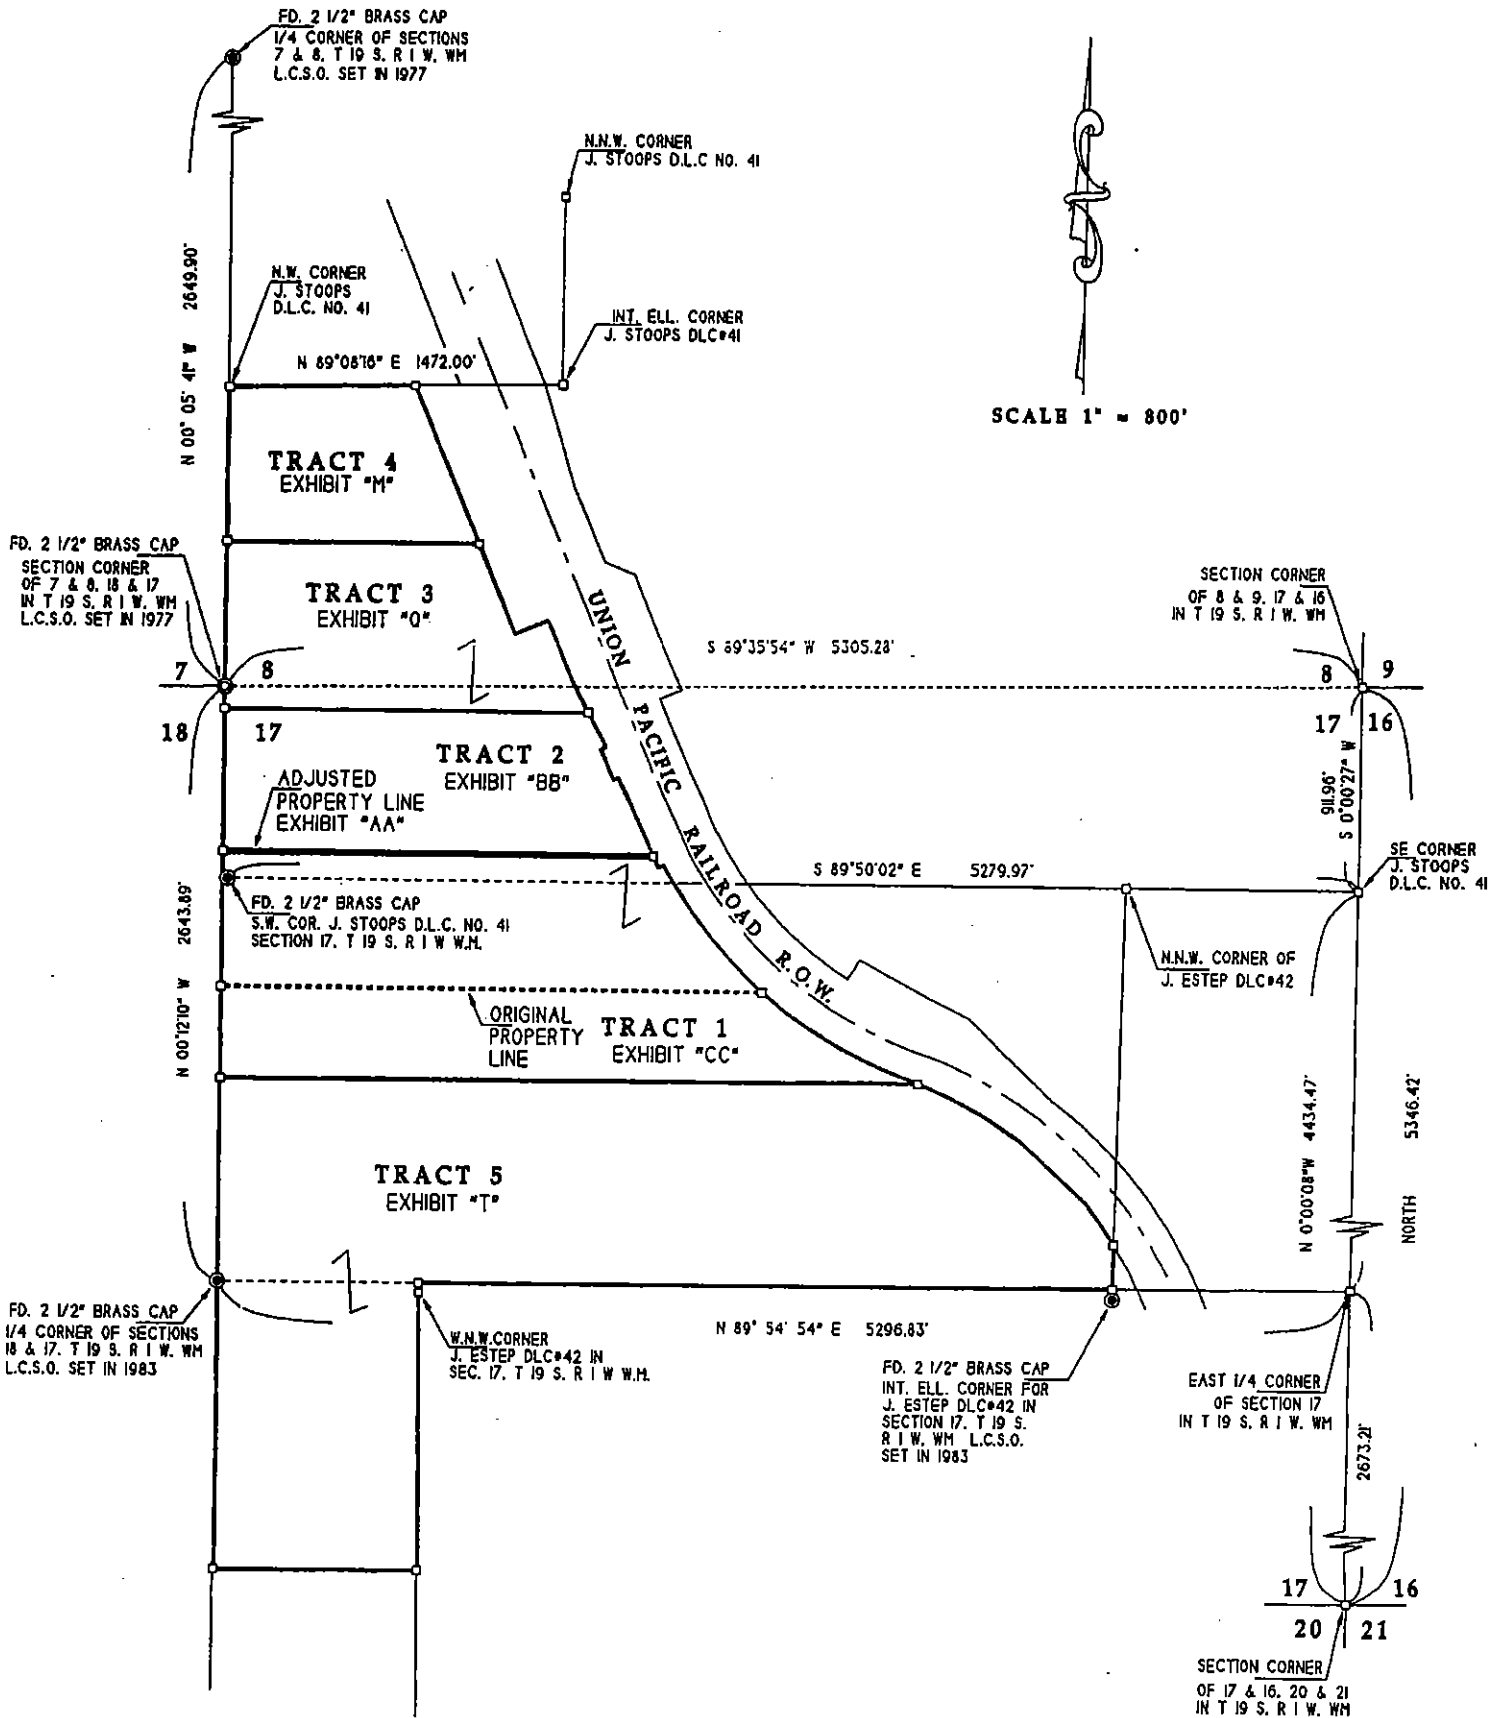 FD. 2 1/2" BRASS CAP
1/4 CORNER OF SECTIONS
7 & 8, T 19 S. R 1 W. WM
L.C.S.O. SET IN 1977
N.N.W. CORNER
J. STOOPS D.L.C NO. 41
N 00° 05' 41" W 2649.90'
N.W. CORNER
J. STOOPS
D.L.C. NO. 41
INT. ELL. CORNER
J. STOOPS DLC#41
N 89°08'16" E 1472.00'
SCALE 1" = 800'
TRACT 4
EXHIBIT "M"
FD. 2 1/2" BRASS CAP
SECTION CORNER
OF 7 & 8, 18 & 17
IN T 19 S. R 1 W. WM
L.C.S.O. SET IN 1977
TRACT 3
EXHIBIT "O"
SECTION CORNER
OF 8 & 9, 17 & 16
IN T 19 S. R 1 W. WM
S 89°35'54" W 5305.28'
7 8
18 17
8 9
17 16
UNION PACIFIC RAILROAD R.O.W.
TRACT 2
EXHIBIT "BB"
ADJUSTED
PROPERTY LINE
EXHIBIT "AA"
911.96'
S 0°00'27" W
SE CORNER
J. STOOPS
D.L.C. NO. 41
S 89°50'02" E 5279.97'
FD. 2 1/2" BRASS CAP
S.W. COR. J. STOOPS D.L.C. NO. 41
SECTION 17, T 19 S. R 1 W W.M.
N 00°12'10" W 2643.89'
N.N.W. CORNER OF
J. ESTEP DLC#42
ORIGINAL
PROPERTY
LINE
TRACT 1
EXHIBIT "CC"
N 0°00'08"W 4434.47'
NORTH 5346.42'
TRACT 5
EXHIBIT "T"
FD. 2 1/2" BRASS CAP
1/4 CORNER OF SECTIONS
18 & 17, T 19 S. R 1 W. WM
L.C.S.O. SET IN 1983
W.N.W.CORNER
J. ESTEP DLC#42 IN
SEC. 17, T 19 S. R 1 W W.M.
N 89° 54' 54" E 5296.83'
FD. 2 1/2" BRASS CAP
INT. ELL. CORNER FOR
J. ESTEP DLC#42 IN
SECTION 17, T 19 S.
R 1 W. WM L.C.S.O.
SET IN 1983
EAST 1/4 CORNER
OF SECTION 17
IN T 19 S. R 1 W. WM
2673.21'
17 16
20 21
SECTION CORNER
OF 17 & 16, 20 & 21
IN T 19 S. R 1 W. WM